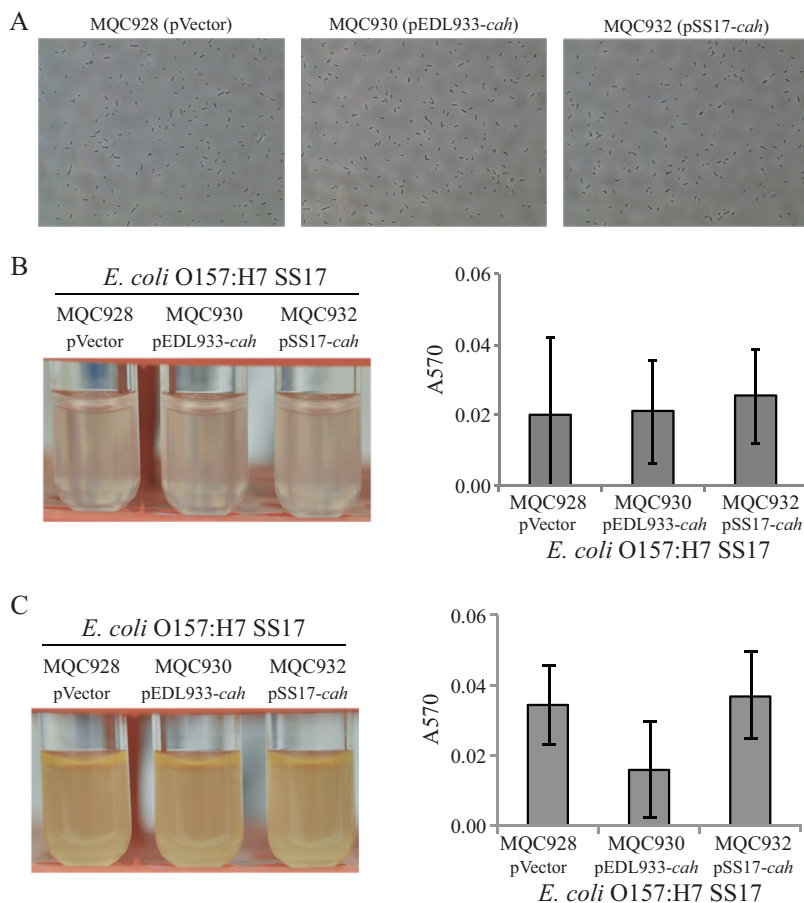 A
MQC928 (pVector)
MQC930 (pEDL933-cah)
MQC932 (pSS17-cah)
B
E. coli O157:H7 SS17
MQC928
pVector
MQC930
pEDL933-cah
MQC932
pSS17-cah
A570
0.06
0.04
0.02
0.00
MQC928
pVector
MQC930
pEDL933-cah
MQC932
pSS17-cah
E. coli O157:H7 SS17
C
E. coli O157:H7 SS17
MQC928
pVector
MQC930
pEDL933-cah
MQC932
pSS17-cah
A570
0.06
0.04
0.02
0.00
MQC928
pVector
MQC930
pEDL933-cah
MQC932
pSS17-cah
E. coli O157:H7 SS17